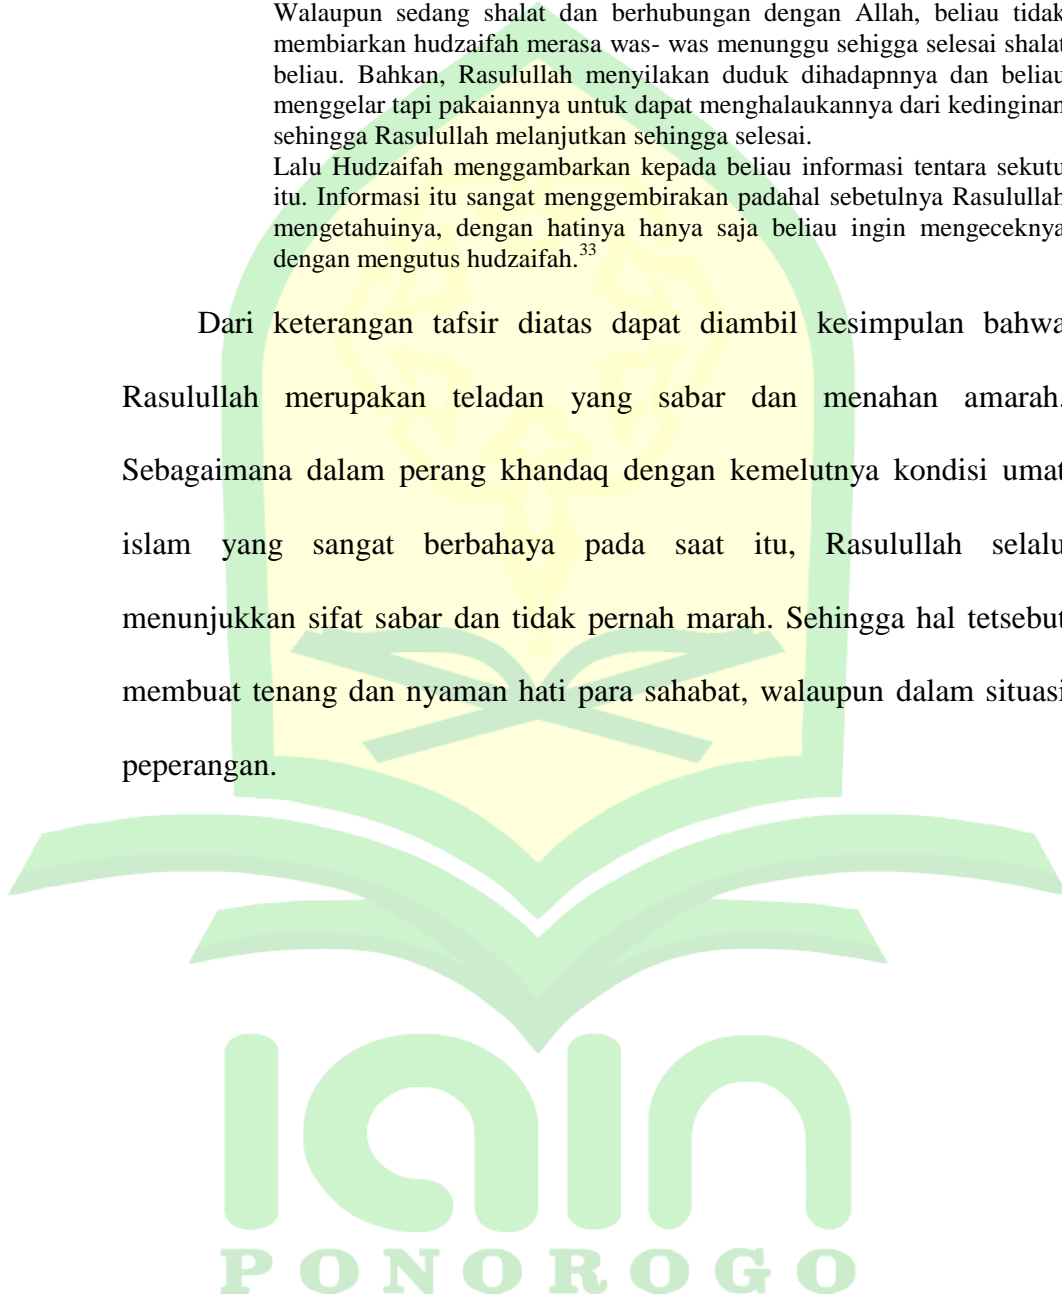 Walaupun sedang shalat dan berhubungan dengan Allah, beliau tidak
membiarkan hudzaifah merasa was- was menunggu sehigga selesai shalat
beliau. Bahkan, Rasulullah menyilakan duduk dihadapnnya dan beliau
menggelar tapi pakaiannya untuk dapat menghalaukannya dari kedinginan
sehingga Rasulullah melanjutkan sehingga selesai.
Lalu Hudzaifah menggambarkan kepada beliau informasi tentara sekutu
itu. Informasi itu sangat menggembirakan padahal sebetulnya Rasulullah
mengetahuinya, dengan hatinya hanya saja beliau ingin mengeceknya
dengan mengutus hudzaifah.33
Dari keterangan tafsir diatas dapat diambil kesimpulan bahwa
Rasulullah merupakan teladan yang sabar dan menahan amarah.
Sebagaimana dalam perang khandaq dengan kemelutnya kondisi umat
islam yang sangat berbahaya pada saat itu, Rasulullah selalu
menunjukkan sifat sabar dan tidak pernah marah. Sehingga hal tetsebut
membuat tenang dan nyaman hati para sahabat, walaupun dalam situasi
peperangan.
IAIN
PONOROGO